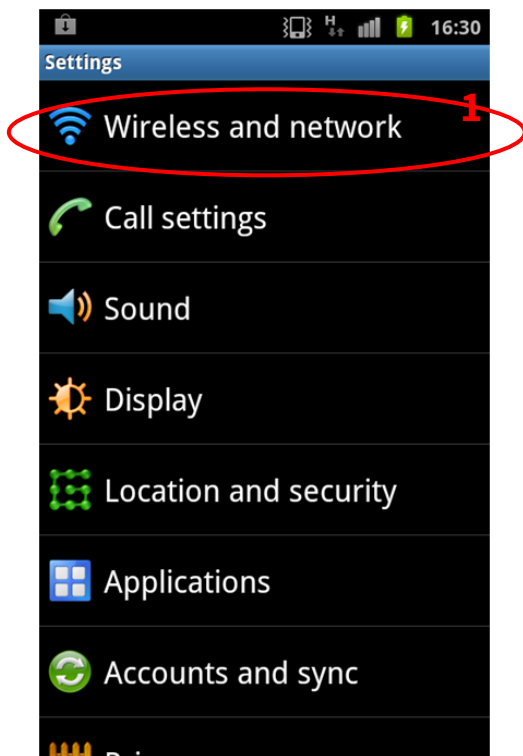 H
16:30
Settings
1
Wireless and network
Call settings
Sound
Display
Location and security
Applications
Accounts and sync